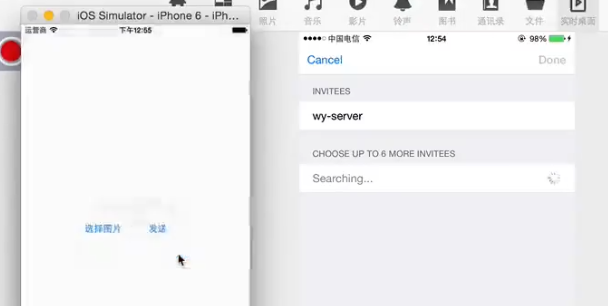 iOS Simulator - iPhone 6 - iPh...
照片 音乐 影片 铃声 图书 通讯录 文件 实时桌面
运营商 下午12:55
中国电信 12:54 98%
Cancel Done
INVITEES
wy-server
CHOOSE UP TO 6 MORE INVITEES
Searching...
选择图片 发送